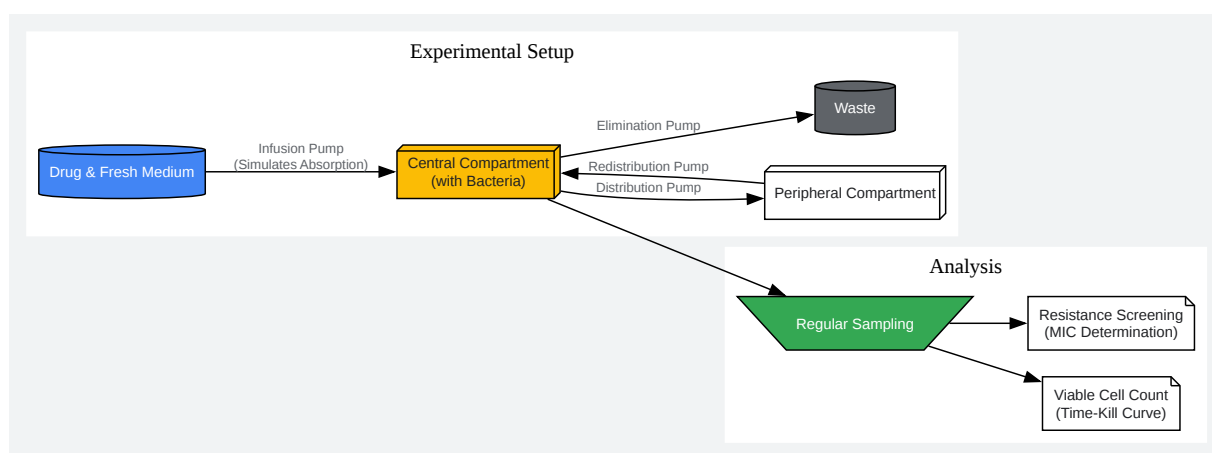 Experimental Setup
Waste
Elimination Pump
Infusion Pump
(Simulates Absorption)
Drug & Fresh Medium
Central Compartment
(with Bacteria)
Redistribution Pump
Distribution Pump
Peripheral Compartment
Analysis
Regular Sampling
Resistance Screening
(MIC Determination)
Viable Cell Count
(Time-Kill Curve)